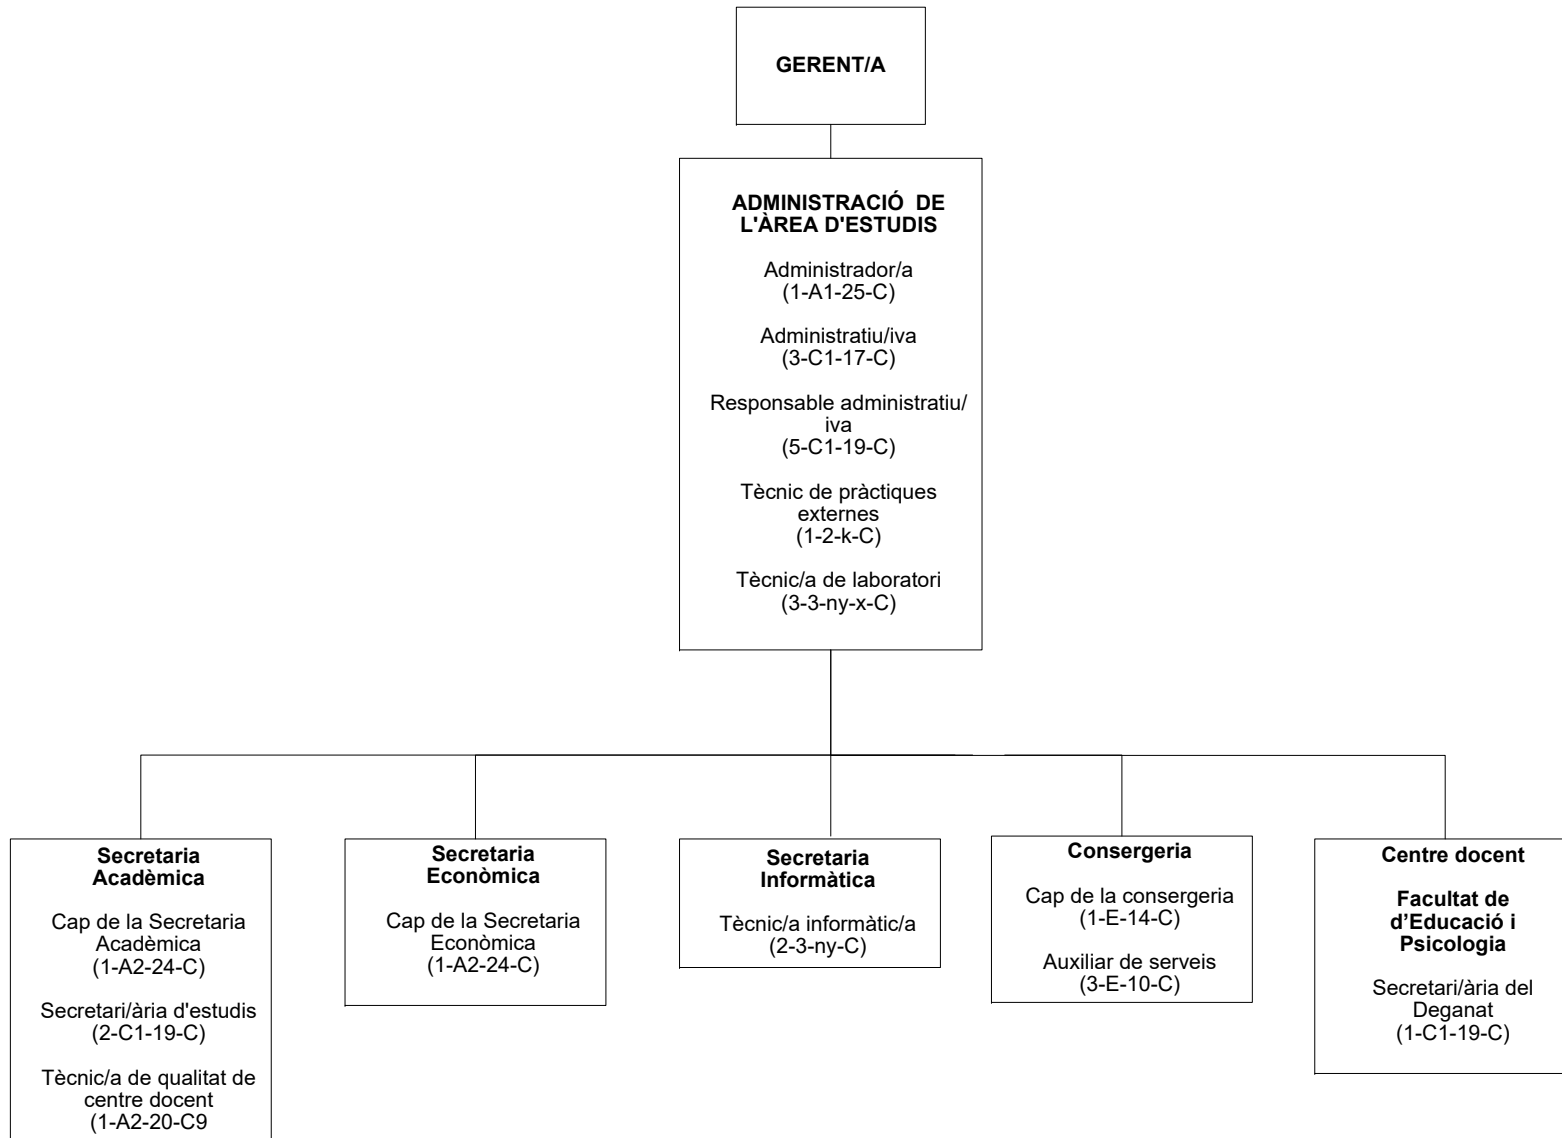 GERENT/A
ADMINISTRACIÓ DE
L'ÀREA D'ESTUDIS
Administrador/a
(1-A1-25-C)
Administratiu/iva
(3-C1-17-C)
Responsable administratiu/
iva
(5-C1-19-C)
Tècnic de pràctiques
externes
(1-2-k-C)
Tècnic/a de laboratori
(3-3-ny-x-C)
Secretaria
Acadèmica
Cap de la Secretaria
Acadèmica
(1-A2-24-C)
Secretari/ària d'estudis
(2-C1-19-C)
Tècnic/a de qualitat de
centre docent
(1-A2-20-C9
Secretaria
Econòmica
Cap de la Secretaria
Econòmica
(1-A2-24-C)
Secretaria
Informàtica
Tècnic/a informàtic/a
(2-3-ny-C)
Consergeria
Cap de la consergeria
(1-E-14-C)
Auxiliar de serveis
(3-E-10-C)
Centre docent
Facultat de
d’Educació i
Psicologia
Secretari/ària del
Deganat
(1-C1-19-C)